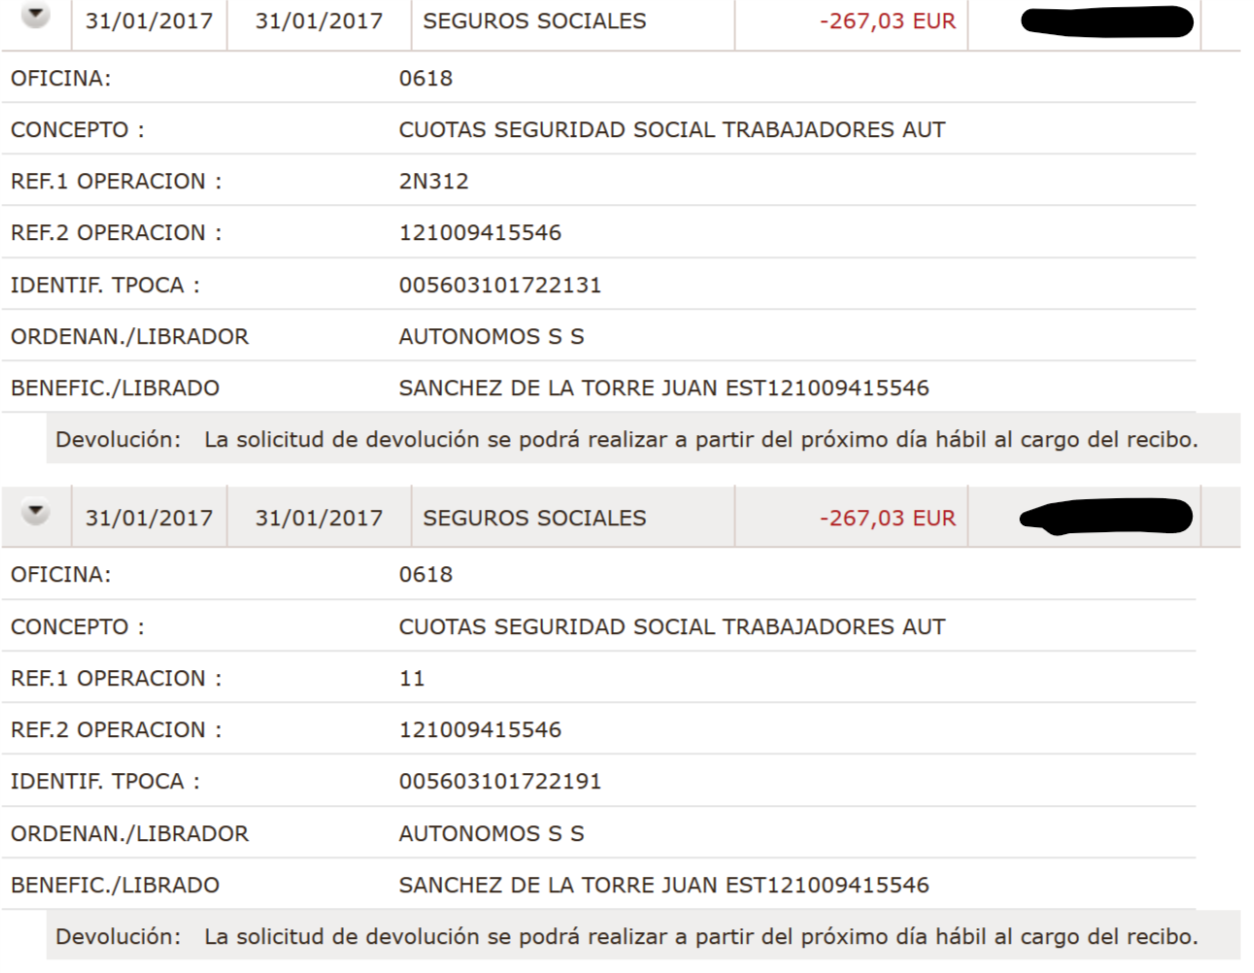 31/01/2017 31/01/2017 SEGUROS SOCIALES -267,03 EUR
OFICINA: 0618
CONCEPTO : CUOTAS SEGURIDAD SOCIAL TRABAJADORES AUT
REF.1 OPERACION : 2N312
REF.2 OPERACION : 121009415546
IDENTIF. TPOCA : 005603101722131
ORDENAN./LIBRADOR AUTONOMOS S S
BENEFIC./LIBRADO SANCHEZ DE LA TORRE JUAN EST121009415546
Devolución: La solicitud de devolución se podrá realizar a partir del próximo día hábil al cargo del recibo.
31/01/2017 31/01/2017 SEGUROS SOCIALES -267,03 EUR
OFICINA: 0618
CONCEPTO : CUOTAS SEGURIDAD SOCIAL TRABAJADORES AUT
REF.1 OPERACION : 11
REF.2 OPERACION : 121009415546
IDENTIF. TPOCA : 005603101722191
ORDENAN./LIBRADOR AUTONOMOS S S
BENEFIC./LIBRADO SANCHEZ DE LA TORRE JUAN EST121009415546
Devolución: La solicitud de devolución se podrá realizar a partir del próximo día hábil al cargo del recibo.